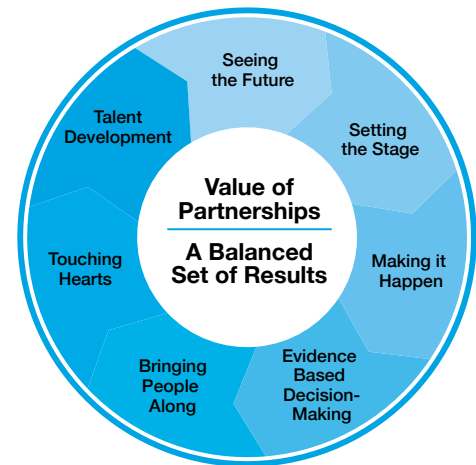 Seeing
the Future
Setting
the Stage
Making it
Happen
Evidence
Based
Decision-
Making
Bringing
People
Along
Touching
Hearts
Talent
Development
Value of
Partnerships
A Balanced
Set of Results